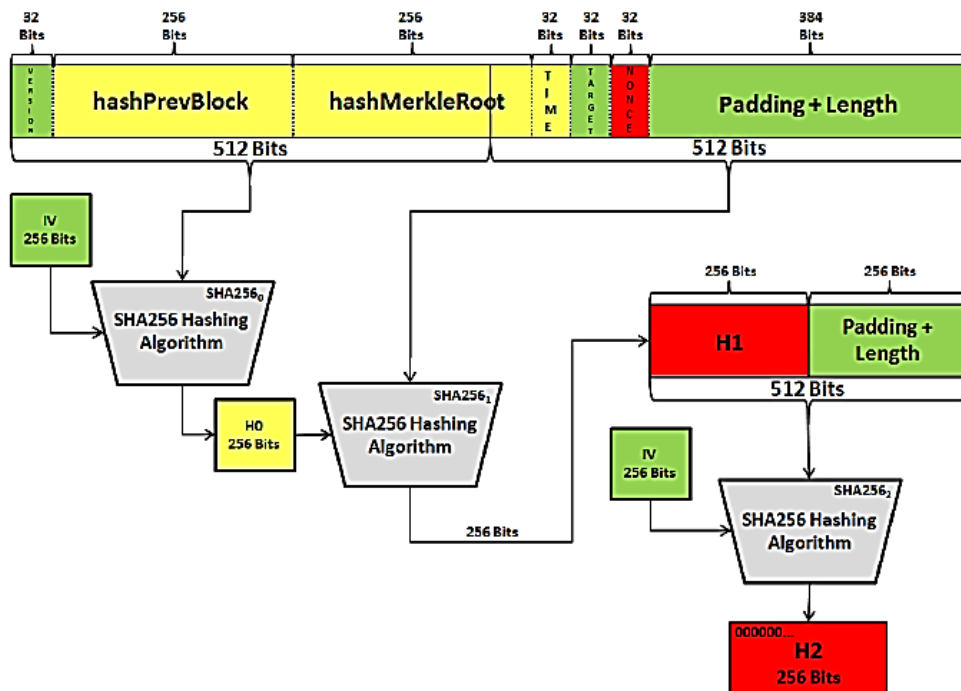 32 Bits
256 Bits
256 Bits
32 Bits
32 Bits
32 Bits
384 Bits
VERSION
hashPrevBlock
hashMerkleRoot
TIME
TARGET
NONCE
Padding + Length
512 Bits
512 Bits
IV
256 Bits
SHA256₀
SHA256 Hashing
Algorithm
H0
256 Bits
SHA256₁
SHA256 Hashing
Algorithm
256 Bits
256 Bits
256 Bits
H1
Padding +
Length
512 Bits
IV
256 Bits
SHA256₂
SHA256 Hashing
Algorithm
000000...
H2
256 Bits